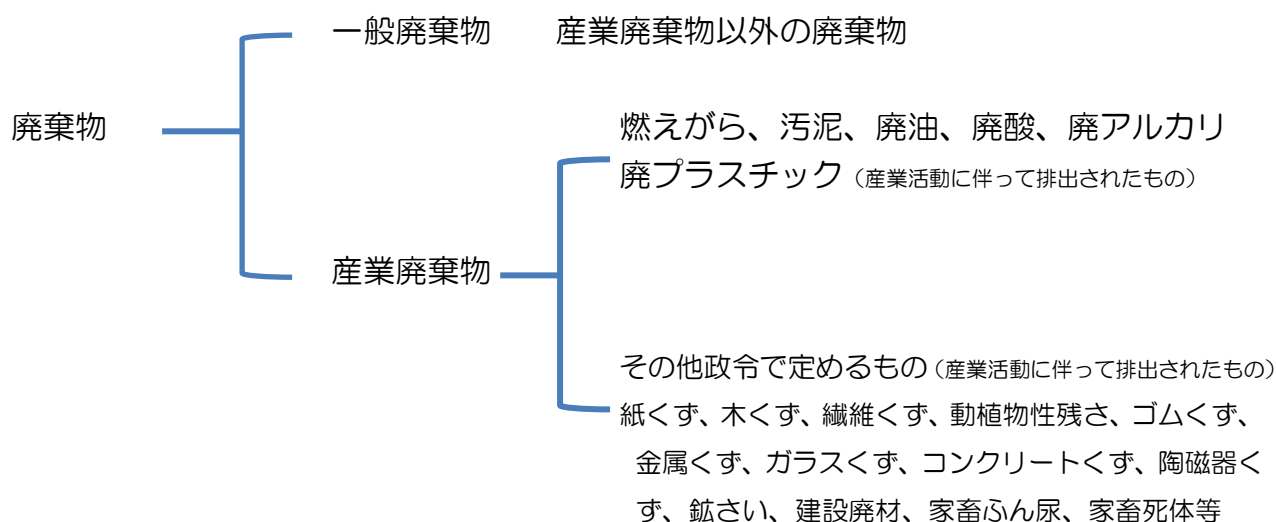 一般廃棄物 産業廃棄物以外の廃棄物
廃棄物
燃えがら、汚泥、廃油、廃酸、廃アルカリ
廃プラスチック（産業活動に伴って排出されたもの）
産業廃棄物
その他政令で定めるもの（産業活動に伴って排出されたもの）
紙くず、木くず、繊維くず、動植物性残さ、ゴムくず、
金属くず、ガラスくず、コンクリートくず、陶磁器く
ず、鉱さい、建設廃材、家畜ふん尿、家畜死体等